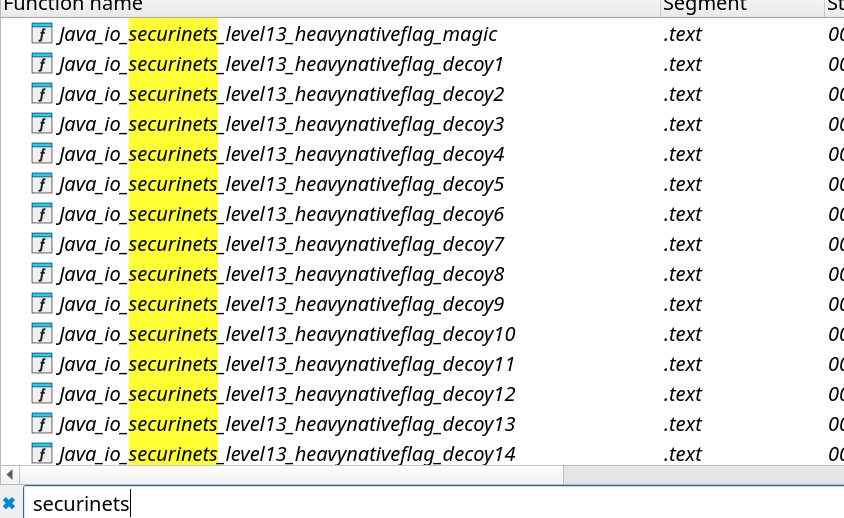 Function name Segment
Java_io_securinets_level13_heavynativeflag_magic .text 00
Java_io_securinets_level13_heavynativeflag_decoy1 .text 00
Java_io_securinets_level13_heavynativeflag_decoy2 .text 00
Java_io_securinets_level13_heavynativeflag_decoy3 .text 00
Java_io_securinets_level13_heavynativeflag_decoy4 .text 00
Java_io_securinets_level13_heavynativeflag_decoy5 .text 00
Java_io_securinets_level13_heavynativeflag_decoy6 .text 00
Java_io_securinets_level13_heavynativeflag_decoy7 .text 00
Java_io_securinets_level13_heavynativeflag_decoy8 .text 00
Java_io_securinets_level13_heavynativeflag_decoy9 .text 00
Java_io_securinets_level13_heavynativeflag_decoy10 .text 00
Java_io_securinets_level13_heavynativeflag_decoy11 .text 00
Java_io_securinets_level13_heavynativeflag_decoy12 .text 00
Java_io_securinets_level13_heavynativeflag_decoy13 .text 00
Java_io_securinets_level13_heavynativeflag_decoy14 .text 00
securinets